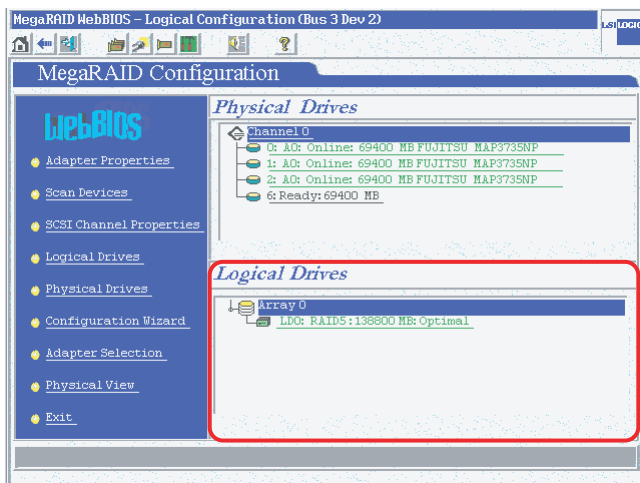 MegaRAID WebBIOS - Logical Configuration (Bus 3 Dev 2)
LSI LOGIC
MegaRAID Configuration
WebBIOS
Adapter Properties
Scan Devices
SCSI Channel Properties
Logical Drives
Physical Drives
Configuration Wizard
Adapter Selection
Physical View
Exit
Physical Drives
Channel 0
0: A0: Online: 69400 MB FUJITSU MAP3735NP
1: A0: Online: 69400 MB FUJITSU MAP3735NP
2: A0: Online: 69400 MB FUJITSU MAP3735NP
6: Ready: 69400 MB
Logical Drives
Array 0
LD0: RAID5: 138800 MB: Optimal